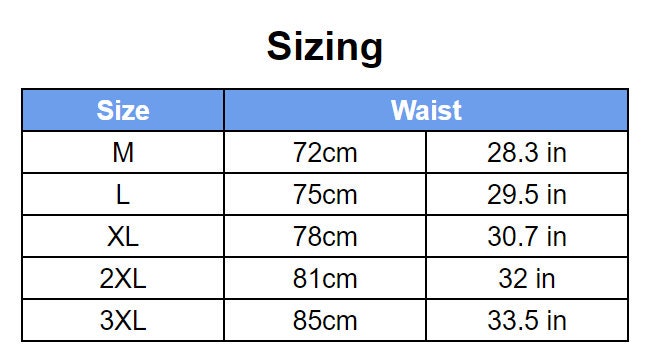 Sizing
Size Waist
M 72cm 28.3 in
L 75cm 29.5 in
XL 78cm 30.7 in
2XL 81cm 32 in
3XL 85cm 33.5 in